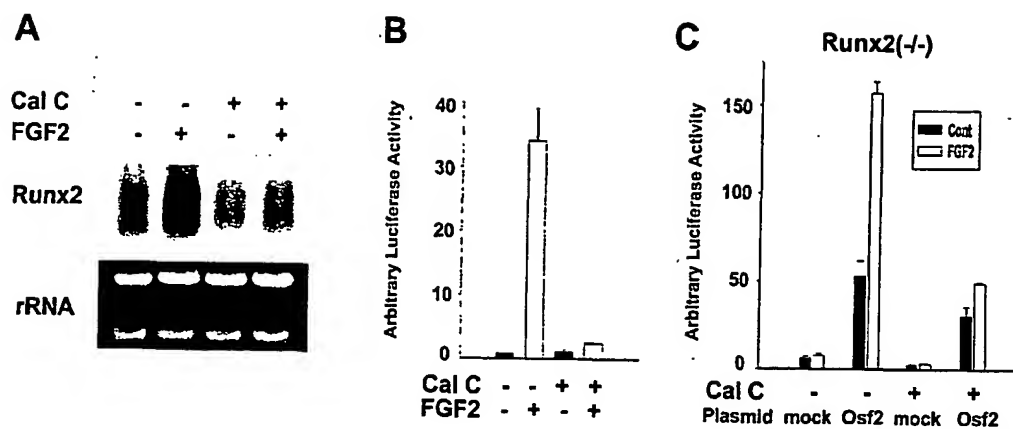 A
Cal C - - + +
FGF2 - + - +
Runx2
rRNA
B
Arbitrary Luciferase Activity
40
30
20
10
0
Cal C - - + +
FGF2 - + - +
C
Runx2(-/-)
Arbitrary Luciferase Activity
150
100
50
0
Cont
FGF2
Cal C - - + +
Plasmid mock Osf2 mock Osf2